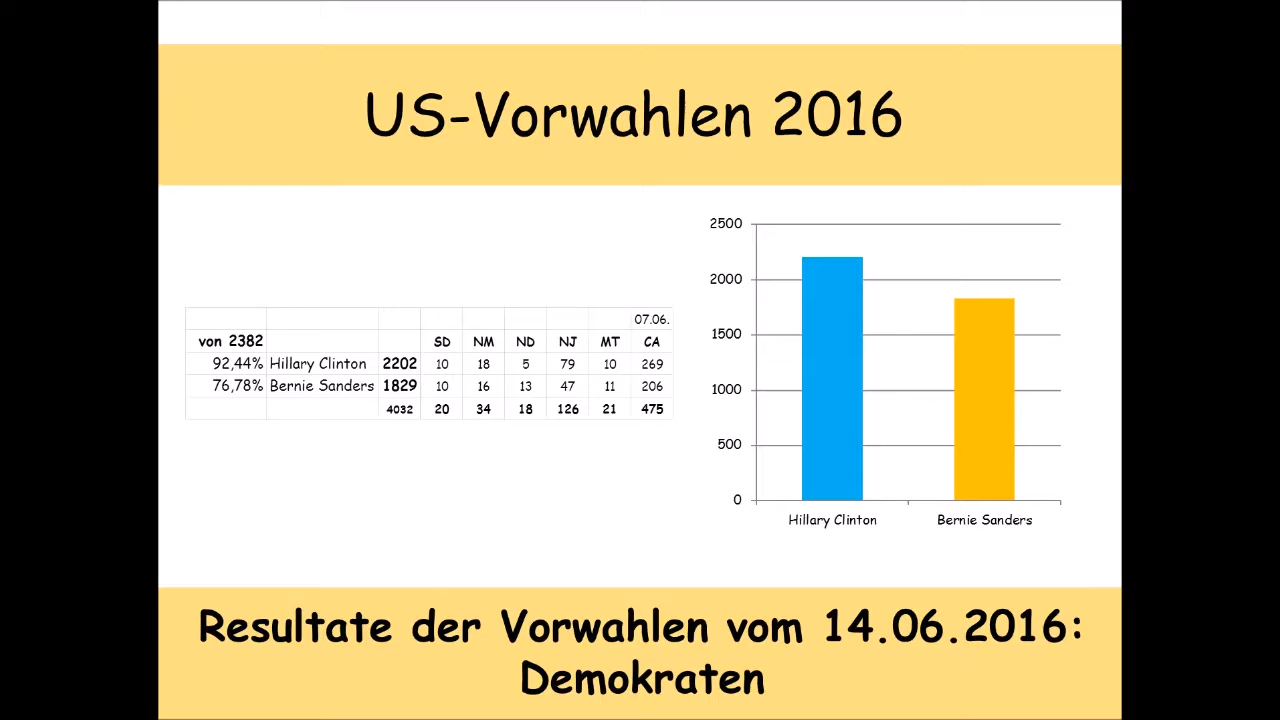 US-Vorwahlen 2016
07.06.
von 2382 SD NM ND NJ MT CA
92,44% Hillary Clinton 2202 10 18 5 79 10 269
76,78% Bernie Sanders 1829 10 16 13 47 11 206
4032 20 34 18 126 21 475
2500
2000
1500
1000
500
0
Hillary Clinton Bernie Sanders
Resultate der Vorwahlen vom 14.06.2016:
Demokraten